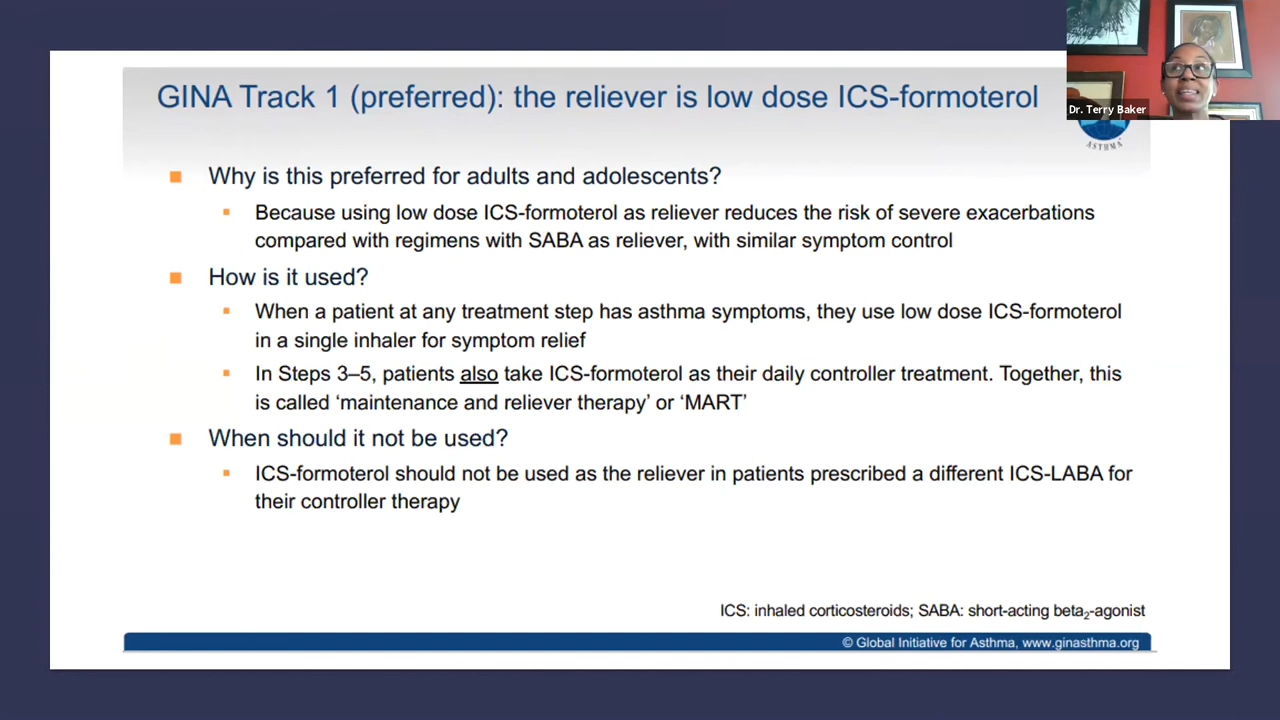 GINA Track 1 (preferred): the reliever is low dose ICS-formoterol
Dr. Terry Baker
ASTHMA
Why is this preferred for adults and adolescents?
Because using low dose ICS-formoterol as reliever reduces the risk of severe exacerbations
compared with regimens with SABA as reliever, with similar symptom control
How is it used?
When a patient at any treatment step has asthma symptoms, they use low dose ICS-formoterol
in a single inhaler for symptom relief
In Steps 3–5, patients also take ICS-formoterol as their daily controller treatment. Together, this
is called ‘maintenance and reliever therapy’ or ‘MART’
When should it not be used?
ICS-formoterol should not be used as the reliever in patients prescribed a different ICS-LABA for
their controller therapy
ICS: inhaled corticosteroids; SABA: short-acting beta2-agonist
© Global Initiative for Asthma, www.ginasthma.org